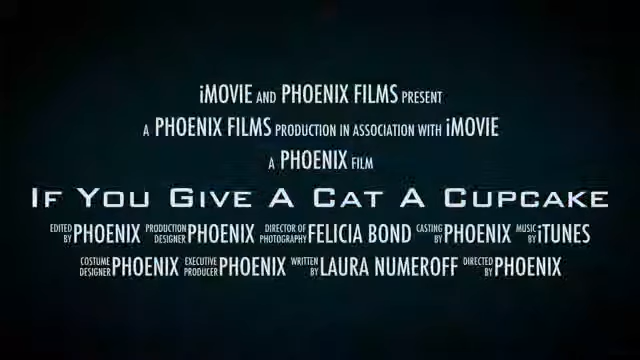 iMOVIE AND PHOENIX FILMS PRESENT
A PHOENIX FILMS PRODUCTION IN ASSOCIATION WITH iMOVIE
A PHOENIX FILM
IF YOU GIVE A CAT A CUPCAKE
EDITED BY PHOENIX PRODUCTION DESIGNER PHOENIX DIRECTOR OF PHOTOGRAPHY FELICIA BOND CASTING BY PHOENIX MUSIC BY iTUNES
COSTUME DESIGNER PHOENIX EXECUTIVE PRODUCER PHOENIX WRITTEN BY LAURA NUMEROFF DIRECTED BY PHOENIX